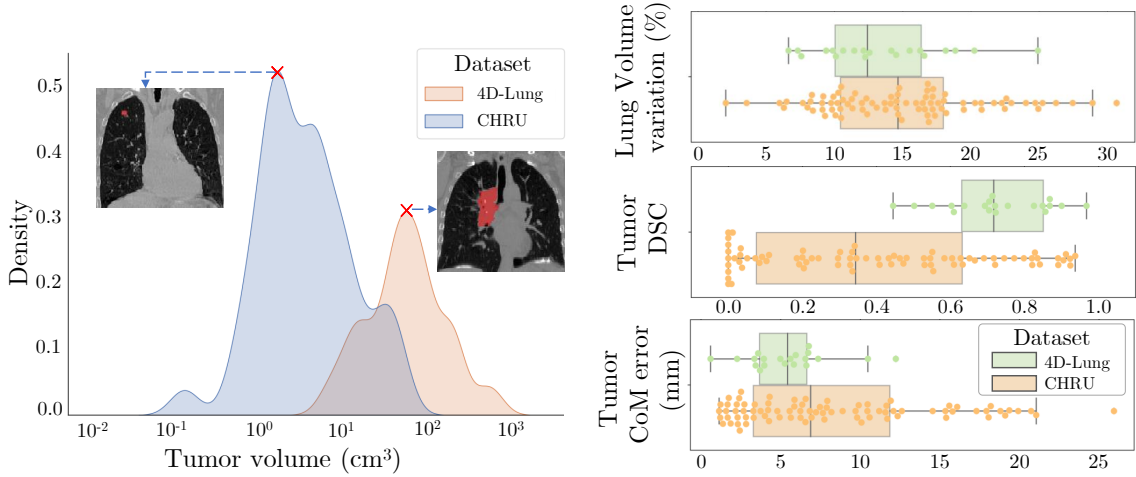 Density
0.5
0.4
0.3
0.2
0.1
0.0
10⁻²
10⁻¹
10⁰
10¹
10²
10³
Tumor volume (cm³)
Dataset
4D-Lung
CHRU
Lung Volume
variation (%)
0
5
10
15
20
25
30
Tumor
DSC
0.0
0.2
0.4
0.6
0.8
1.0
Tumor
CoM error
(mm)
Dataset
4D-Lung
CHRU
0
5
10
15
20
25